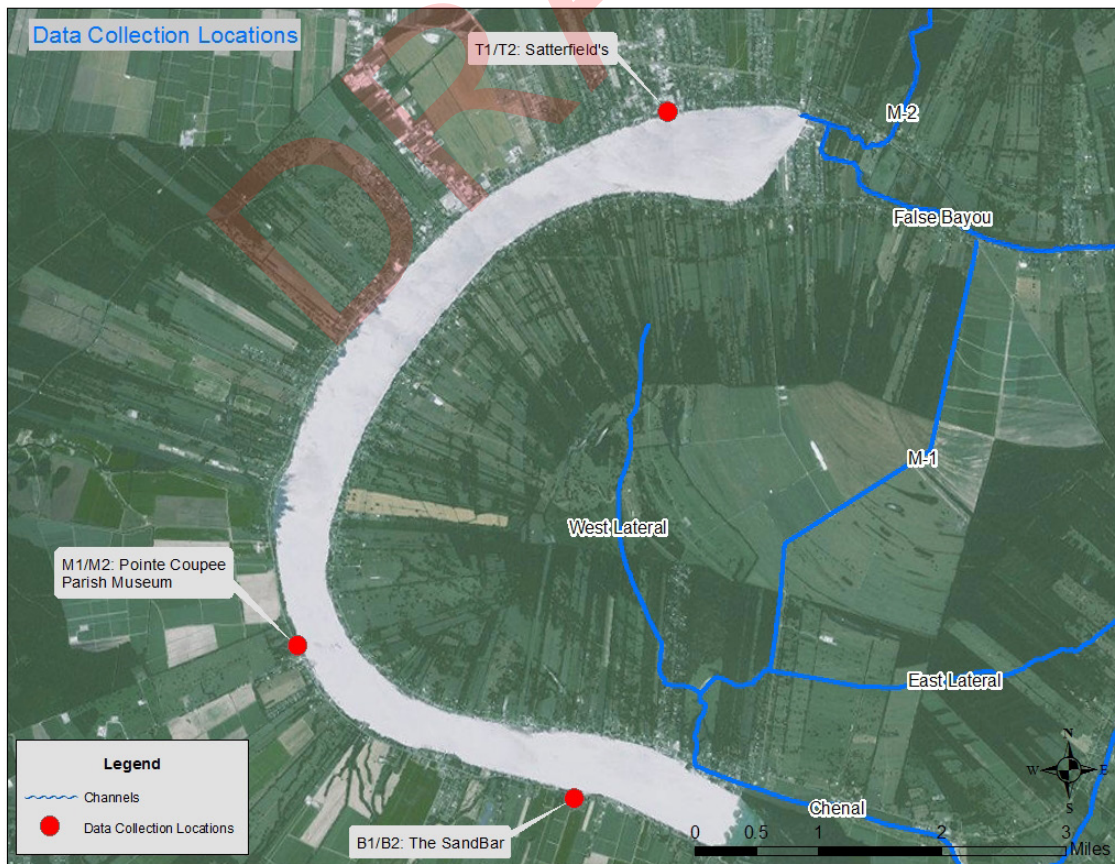 Data Collection Locations
T1/T2: Satterfield's
M-2
False Bayou
M-1
West Lateral
M1/M2: Pointe Coupee
Parish Museum
East Lateral
Chenal
B1/B2: The SandBar
Legend
Channels
Data Collection Locations
N
W E
S
0 0.5 1 2 3
Miles
DR